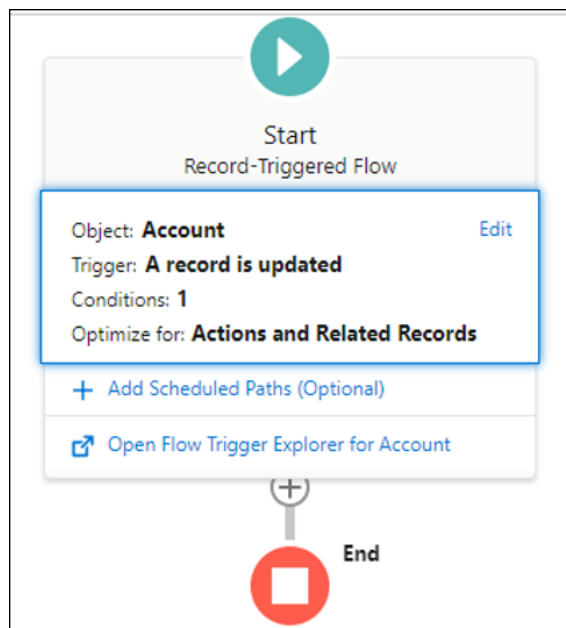 Start
Record-Triggered Flow
Object: Account
Edit
Trigger: A record is updated
Conditions: 1
Optimize for: Actions and Related Records
Add Scheduled Paths (Optional)
Open Flow Trigger Explorer for Account
End